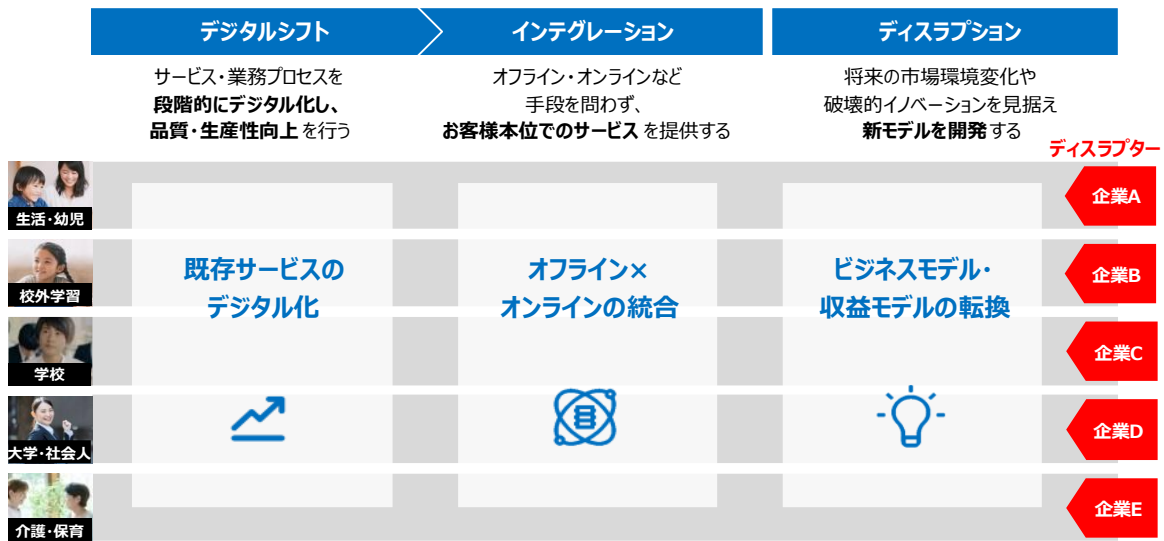 デジタルシフト
インテグレーション
ディスラプション
サービス・業務プロセスを
段階的にデジタル化し、
品質・生産性向上を行う
オフライン・オンラインなど
手段を問わず、
お客様本位でのサービスを提供する
将来の市場環境変化や
破壊的イノベーションを見据え
新モデルを開発する
ディスラプター
生活・幼児
企業A
校外学習
企業B
学校
企業C
大学・社会人
企業D
介護・保育
企業E
既存サービスの
デジタル化
オフライン×
オンラインの統合
ビジネスモデル・
収益モデルの転換